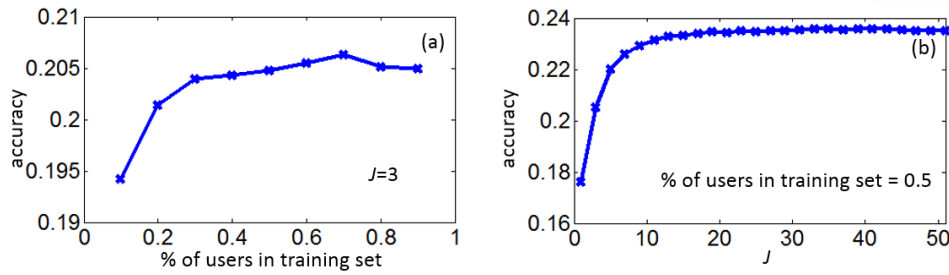 0.21
(a)
0.205
0.2
0.195
0.19
accuracy
J=3
0 0.2 0.4 0.6 0.8 1
% of users in training set
0.24
(b)
0.22
0.2
0.18
0.16
accuracy
% of users in training set = 0.5
0 10 20 30 40 50
J